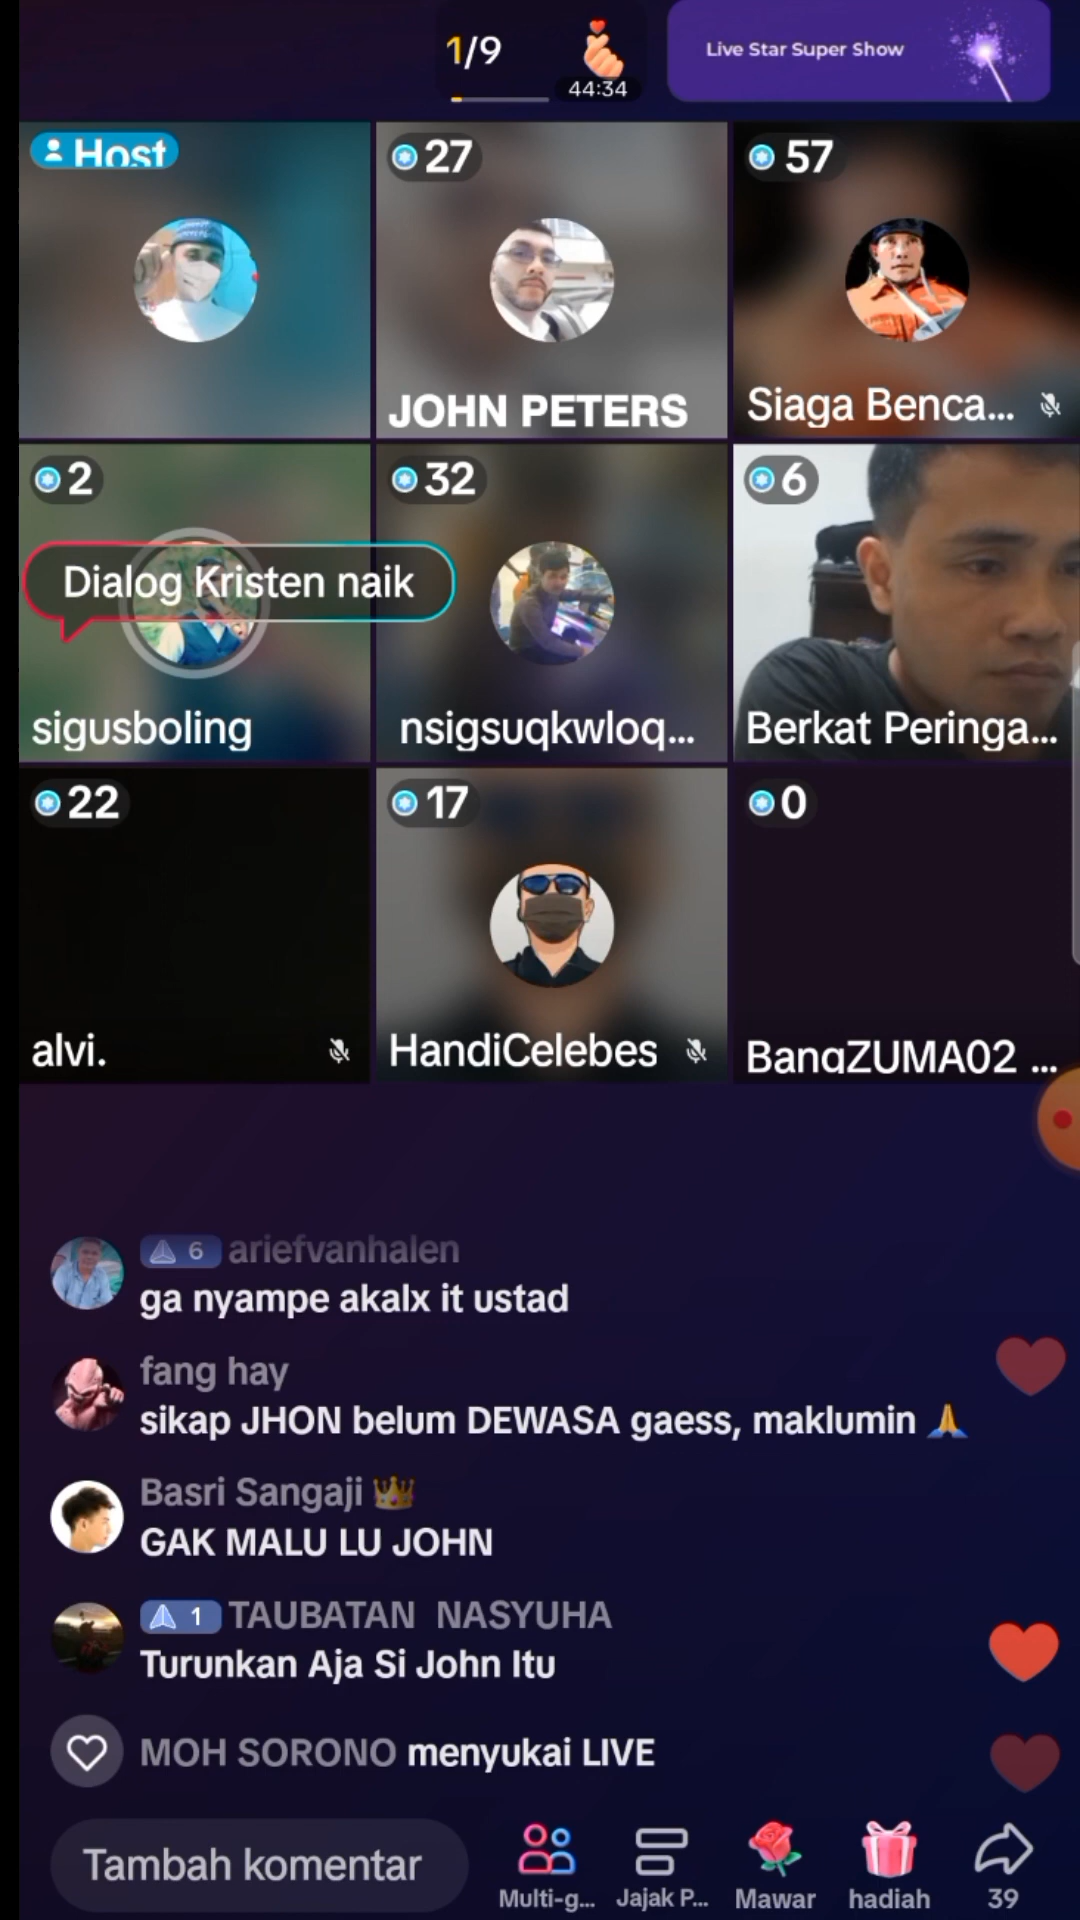 1/9
44:34
Live Star Super Show
Host
27
57
JOHN PETERS
Siaga Benca...
2
32
6
Dialog Kristen naik
sigusboling
nsigsuqkwloq...
Berkat Peringa...
22
17
0
alvi.
HandiCelebes
BangZUMA02 ...
6 ariefvanhalen
ga nyampe akalx it ustad
fang hay
sikap JHON belum DEWASA gaess, maklumin 🙏
Basri Sangaji 👑
GAK MALU LU JOHN
1 TAUBATAN NASYUHA
Turunkan Aja Si John Itu
MOH SORONO menyukai LIVE
Tambah komentar
Multi-g...
Jajak P...
Mawar
hadiah
39